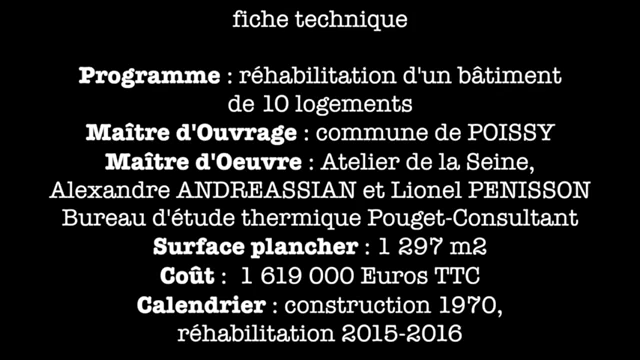 fiche technique
Programme : réhabilitation d'un bâtiment
de 10 logements
Maître d'Ouvrage : commune de POISSY
Maître d'Oeuvre : Atelier de la Seine,
Alexandre ANDREASSIAN et Lionel PENISSON
Bureau d'étude thermique Pouget-Consultant
Surface plancher : 1 297 m2
Coût :  1 619 000 Euros TTC
Calendrier : construction 1970,
réhabilitation 2015-2016